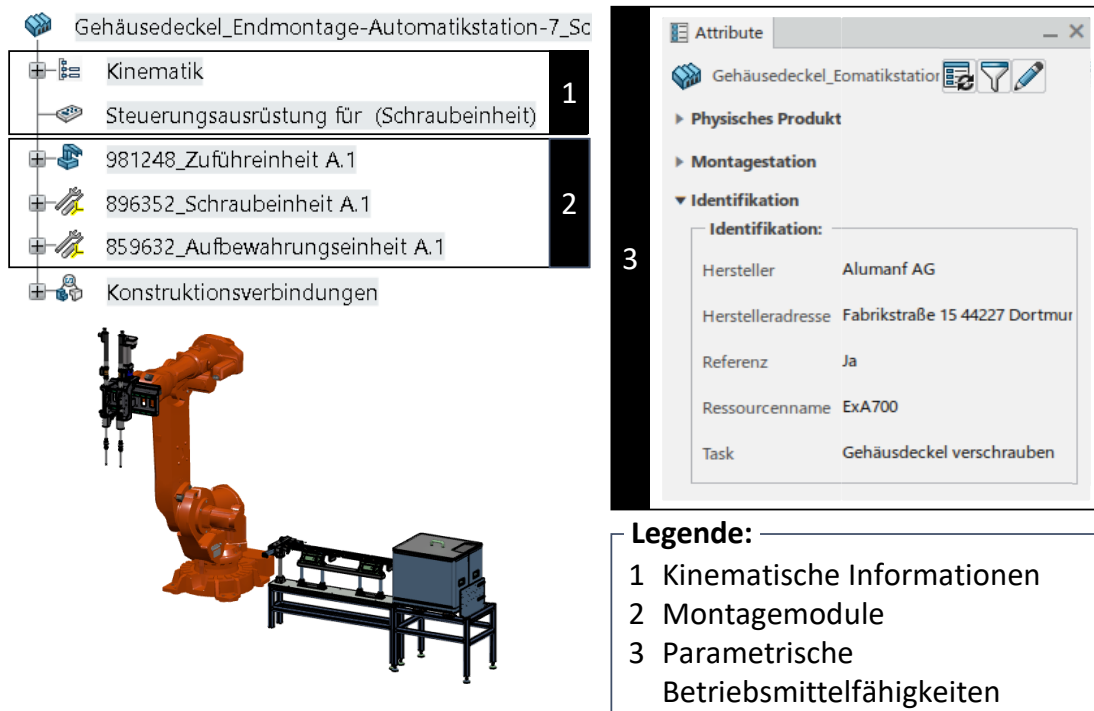 Gehäusedeckel_Endmontage-Automatikstation-7_Sc
Kinematik
Steuerungsausrüstung für (Schraubeinheit)
1
981248_Zuführeinheit A.1
896352_Schraubeinheit A.1
859632_Aufbewahrungseinheit A.1
2
Konstruktionsverbindungen
3
Attribute
Gehäusedeckel_Eomatikstation
Physisches Produkt
Montagestation
Identifikation
Identifikation:
Hersteller Alumanf AG
Herstelleradresse Fabrikstraße 15 44227 Dortmur
Referenz Ja
Ressourcenname ExA700
Task Gehäusdeckel verschrauben
Legende:
1 Kinematische Informationen
2 Montagemodule
3 Parametrische
Betriebsmittelfähigkeiten